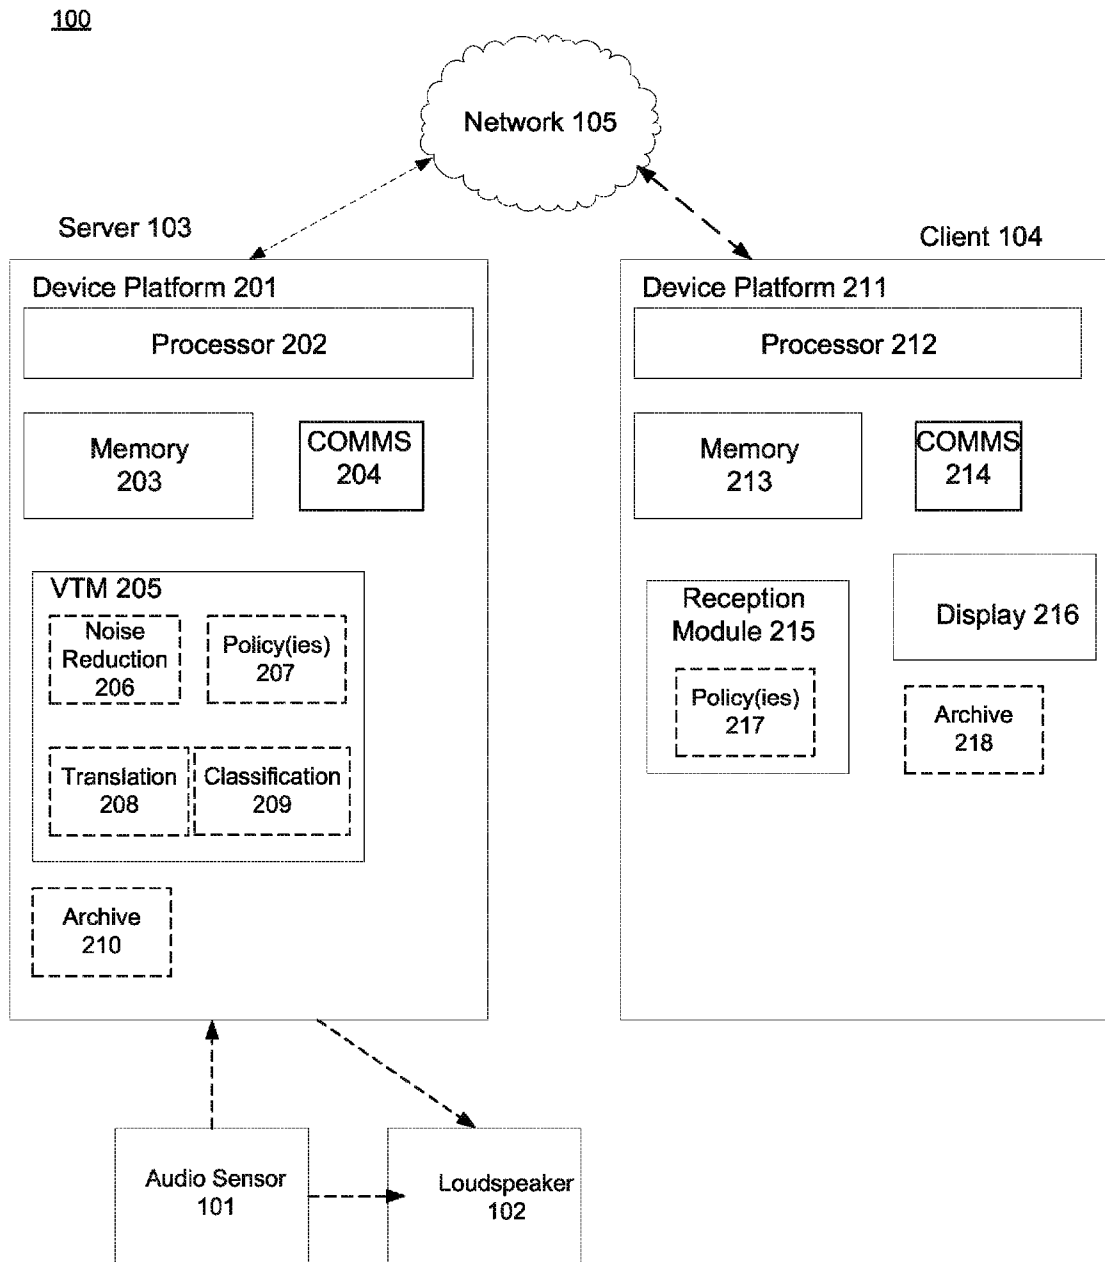 100
Network 105
Server 103
Client 104
Device Platform 201
Processor 202
Memory
203
COMMS
204
VTM 205
Noise
Reduction
206
Policy(ies)
207
Translation
208
Classification
209
Archive
210
Device Platform 211
Processor 212
Memory
213
COMMS
214
Reception
Module 215
Policy(ies)
217
Display 216
Archive
218
Audio Sensor
101
Loudspeaker
102